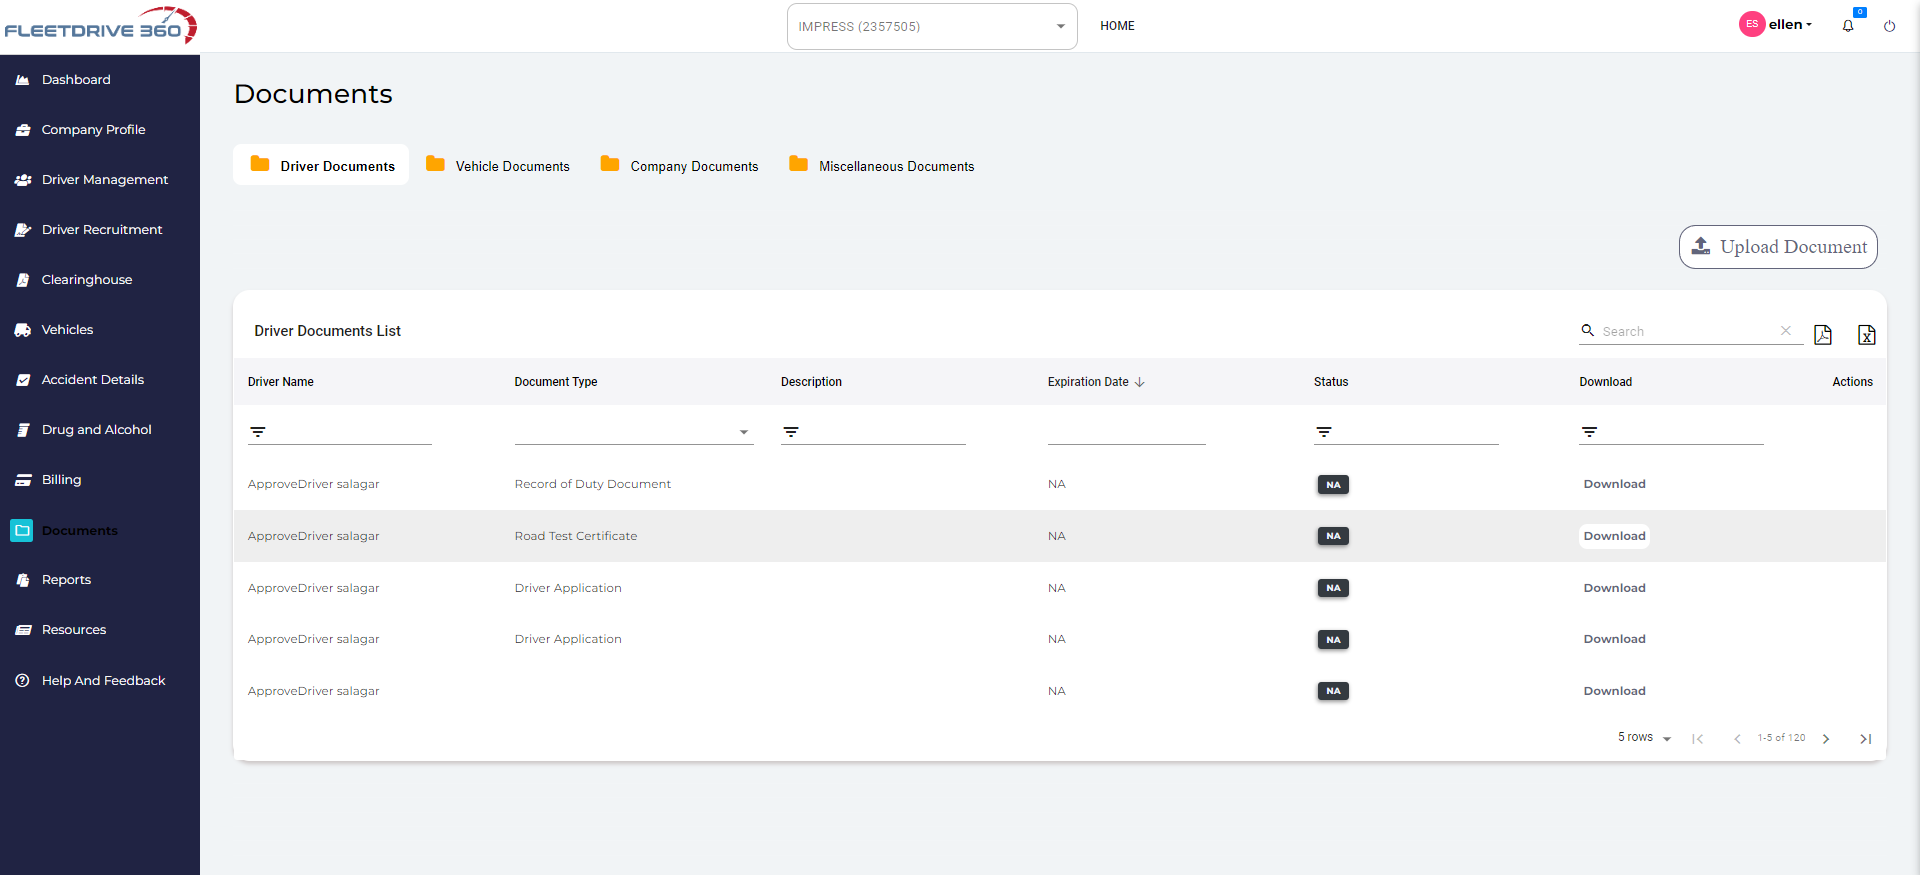 FLEETDRIVE 360
IMPRESS (2357505)
HOME
ES
ellen
0
Dashboard
Company Profile
Driver Management
Driver Recruitment
Clearinghouse
Vehicles
Accident Details
Drug and Alcohol
Billing
Documents
Reports
Resources
Help And Feedback
Documents
Driver Documents
Vehicle Documents
Company Documents
Miscellaneous Documents
Upload Document
Driver Documents List
Search
Driver Name Document Type Description Expiration Date Status Download Actions
ApproveDriver salagar Record of Duty Document NA NA Download
ApproveDriver salagar Road Test Certificate NA NA Download
ApproveDriver salagar Driver Application NA NA Download
ApproveDriver salagar Driver Application NA NA Download
ApproveDriver salagar NA NA Download
5 rows 1-5 of 120